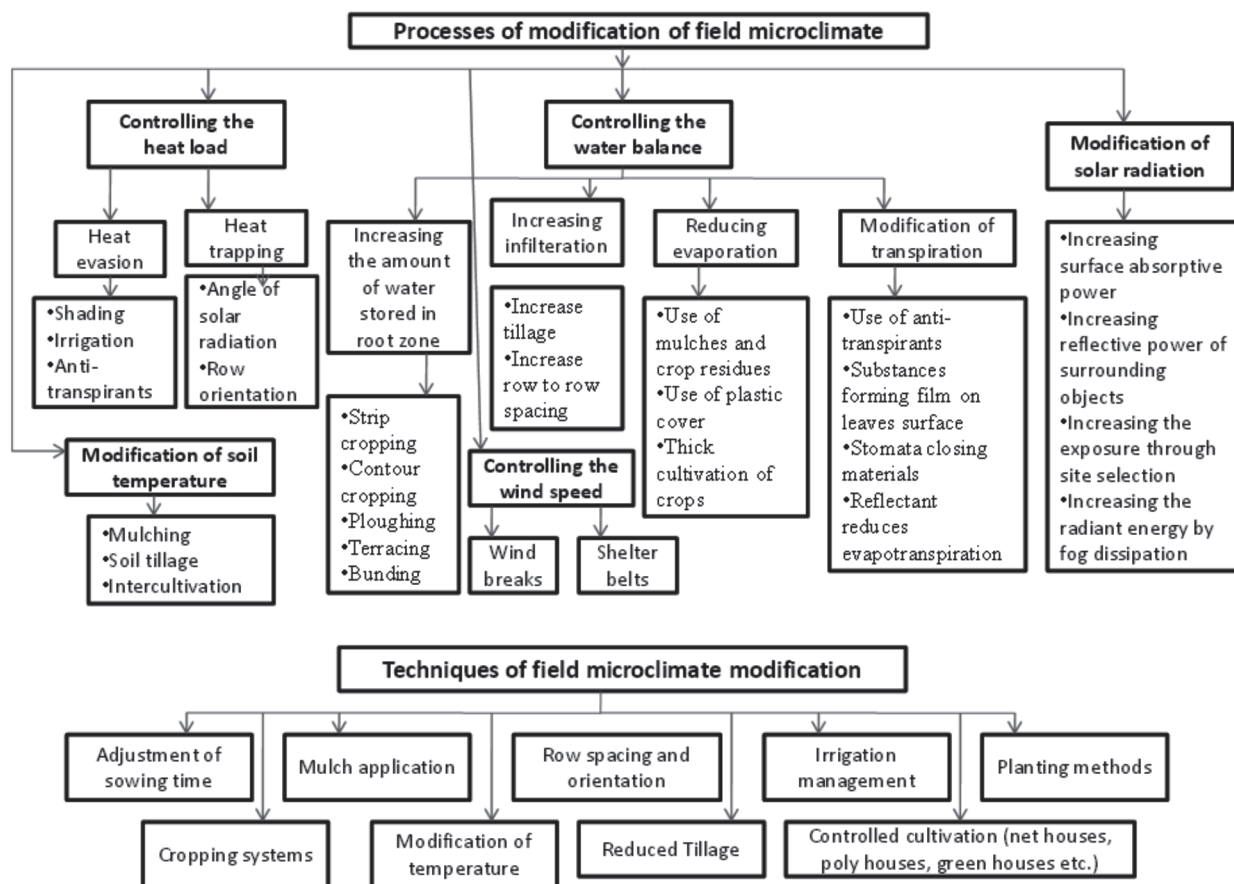 Processes of modification of field microclimate
Controlling the
heat load
Controlling the
water balance
Modification of
solar radiation
Heat
evasion
Heat
trapping
Increasing
the amount
of water
stored in
root zone
Increasing
infilteration
Reducing
evaporation
Modification of
transpiration
•Shading
•Irrigation
•Anti-
transpirants
•Angle of
solar
radiation
•Row
orientation
•Strip
cropping
•Contour
cropping
•Ploughing
•Terracing
•Bunding
•Increase
tillage
•Increase
row to row
spacing
•Use of
mulches and
crop residues
•Use of plastic
cover
•Thick
cultivation of
crops
•Use of anti-
transpirants
•Substances
forming film on
leaves surface
•Stomata closing
materials
•Reflectant
reduces
evapotranspiration
•Increasing
surface absorptive
power
•Increasing
reflective power of
surrounding
objects
•Increasing the
exposure through
site selection
•Increasing the
radiant energy by
fog dissipation
Modification of soil
temperature
•Mulching
•Soil tillage
•Intercultivation
Controlling the
wind speed
Wind
breaks
Shelter
belts
Techniques of field microclimate modification
Adjustment of
sowing time
Mulch application
Row spacing and
orientation
Irrigation
management
Planting methods
Cropping systems
Modification of
temperature
Reduced Tillage
Controlled cultivation (net houses,
poly houses, green houses etc.)